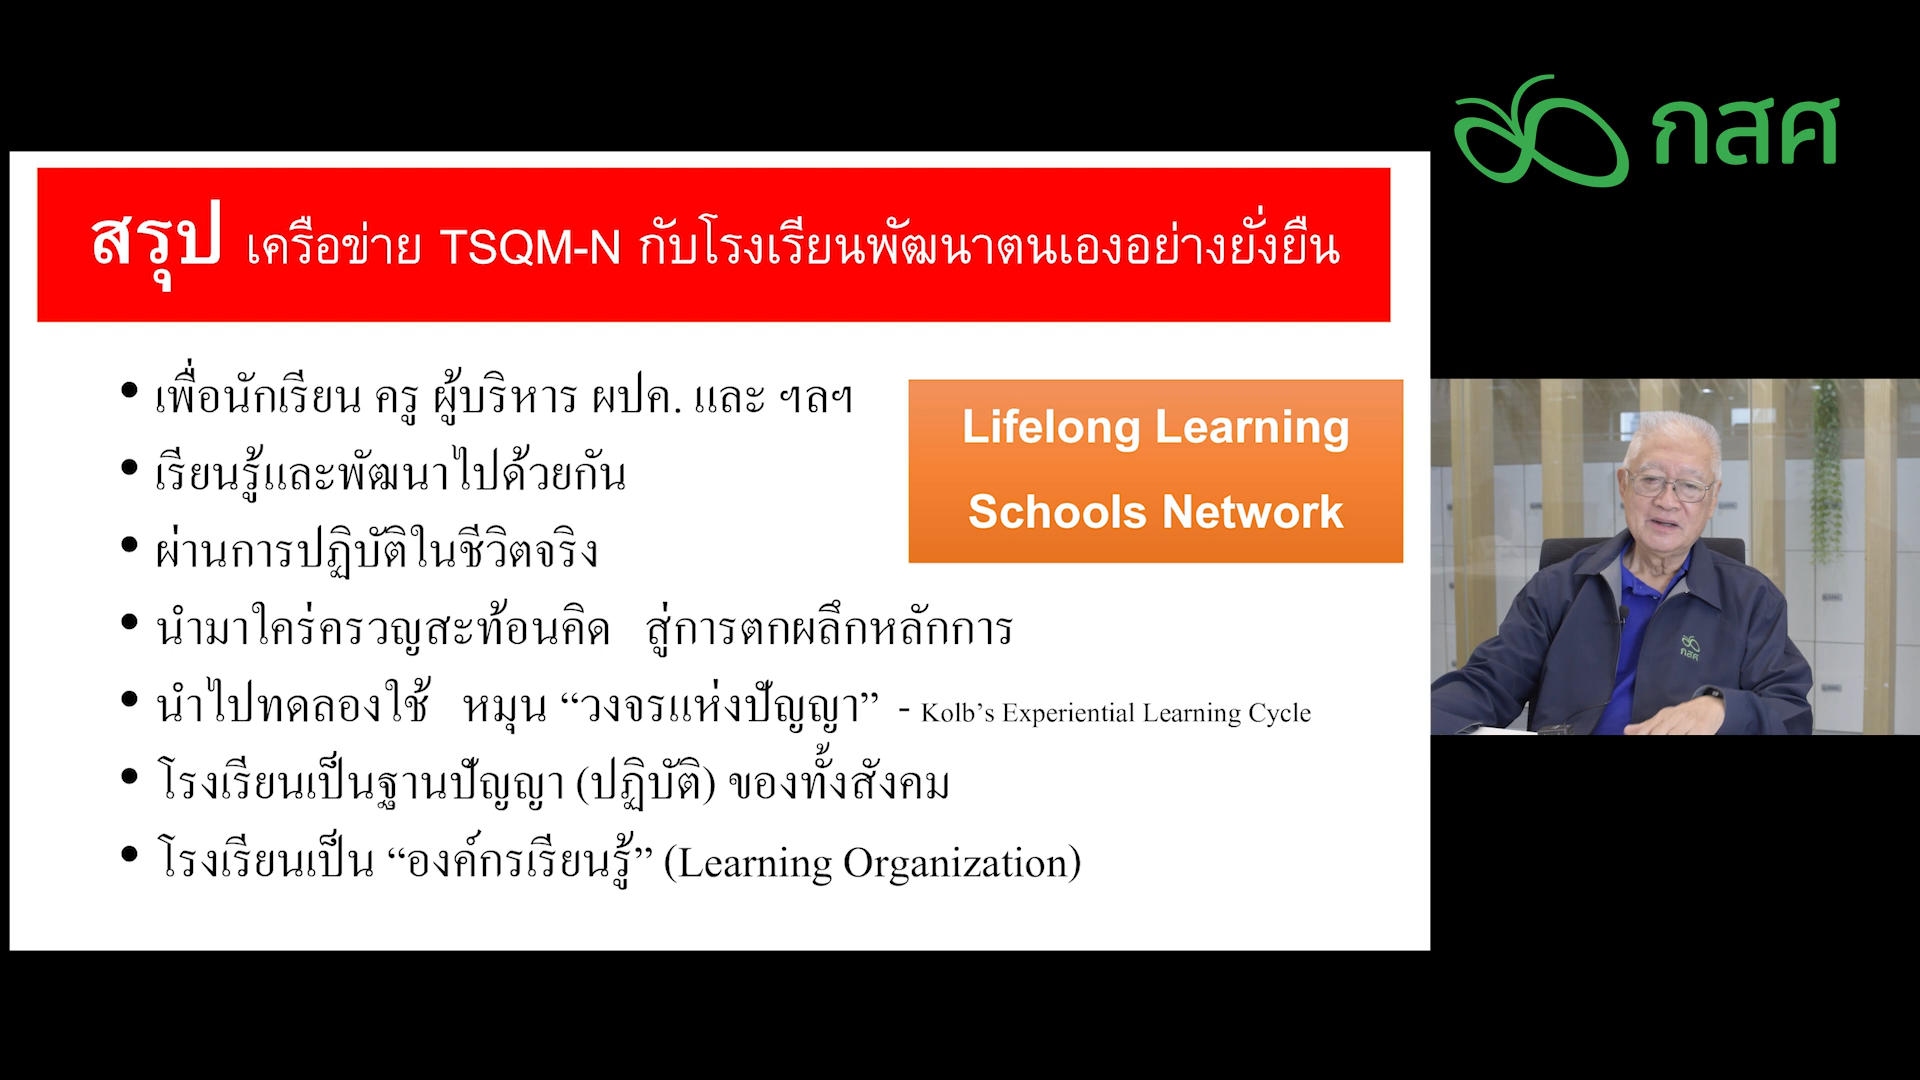 กสศ
สรุป เครือข่าย TSQM-N กับโรงเรียนพัฒนาตนเองอย่างยั่งยืน
• เพื่อนักเรียน ครู ผู้บริหาร ผปค. และ ฯลฯ
• เรียนรู้และพัฒนาไปด้วยกัน
• ผ่านการปฏิบัติในชีวิตจริง
• นำมาใคร่ครวญสะท้อนคิด สู่การตกผลึกหลักการ
• นำไปทดลองใช้ หมุน “วงจรแห่งปัญญา” - Kolb’s Experiential Learning Cycle
• โรงเรียนเป็นฐานปัญญา (ปฏิบัติ) ของทั้งสังคม
• โรงเรียนเป็น “องค์กรเรียนรู้” (Learning Organization)
Lifelong Learning
Schools Network
กสศ